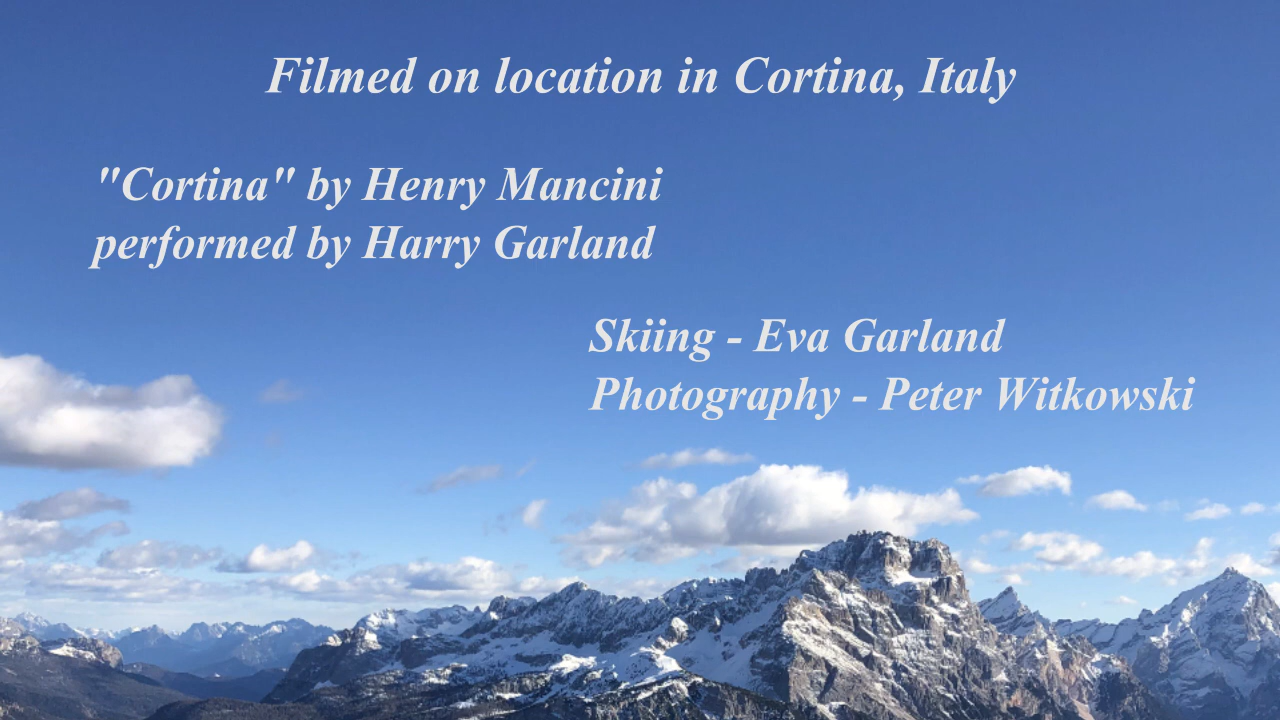 Filmed on location in Cortina, Italy
"Cortina" by Henry Mancini
performed by Harry Garland
Skiing - Eva Garland
Photography - Peter Witkowski